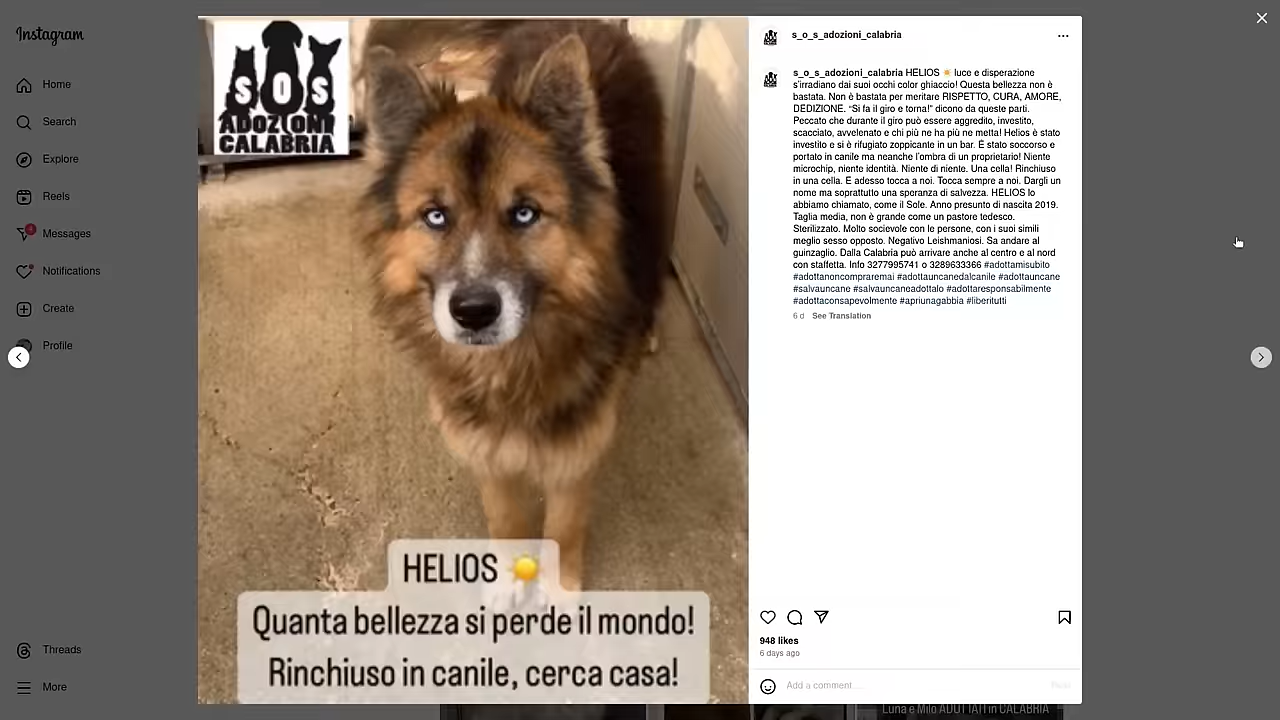 Instagram
Home
Search
Explore
Reels
4
Messages
Notifications
Create
Profile
Threads
More
SOS
ADOZIONI
CALABRIA
HELIOS ☀️
Quanta bellezza si perde il mondo!
Rinchiuso in canile, cerca casa!
s_o_s_adozioni_calabria
s_o_s_adozioni_calabria HELIOS ☀️ luce e disperazione
s'irradiano dai suoi occhi color ghiaccio! Questa bellezza non è
bastata. Non è bastata per meritare RISPETTO, CURA, AMORE,
DEDIZIONE. "Si fa il giro e torna!" dicono da queste parti.
Peccato che durante il giro può essere aggredito, investito,
scacciato, avvelenato e chi più ne ha più ne metta! Helios è stato
investito e si è rifugiato zoppicante in un bar. È stato soccorso e
portato in canile ma neanche l'ombra di un proprietario! Niente
microchip, niente identità. Niente di niente. Una cella! Rinchiuso
in una cella. E adesso tocca a noi. Tocca sempre a noi. Dargli un
nome ma soprattutto una speranza di salvezza. HELIOS lo
abbiamo chiamato, come il Sole. Anno presunto di nascita 2019.
Taglia media, non è grande come un pastore tedesco.
Sterilizzato. Molto socievole con le persone, con i suoi simili
meglio sesso opposto. Negativo Leishmaniosi. Sa andare al
guinzaglio. Dalla Calabria può arrivare anche al centro e al nord
con staffetta. Info 3277995741 o 3289633366 #adottamisubito
#adottanoncompraremai #adottauncanedalcanile #adottauncane
#salvauncane #salvauncaneadottalo #adottaresponsabilmente
#adottaconsapevolmente #apriunagabbia #liberitutti
6 d See Translation
948 likes
6 days ago
Add a comment...
Post
Luna e Milo ADOTTATI in CALABRIA